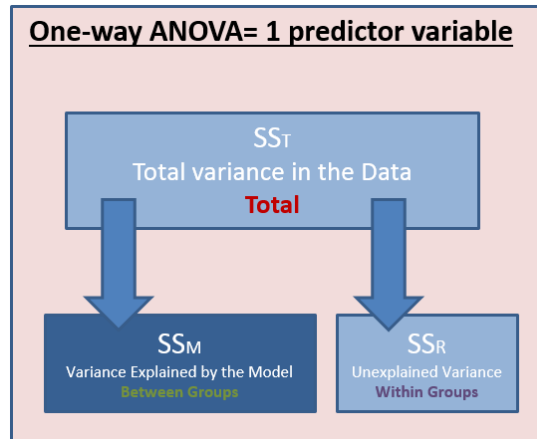 One-way ANOVA= 1 predictor variable
SST
Total variance in the Data
Total
SSM
Variance Explained by the Model
Between Groups
SSR
Unexplained Variance
Within Groups